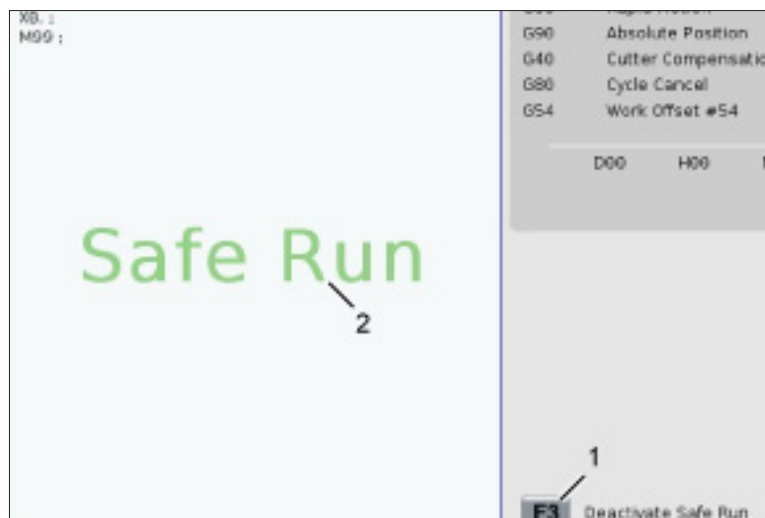 X0. ;
M99 ;
Safe Run
2
G90 Absolute Position
G40 Cutter Compensatio
G80 Cycle Cancel
G54 Work Offset #54
D00 H00
1
F3 Deactivate Safe Run